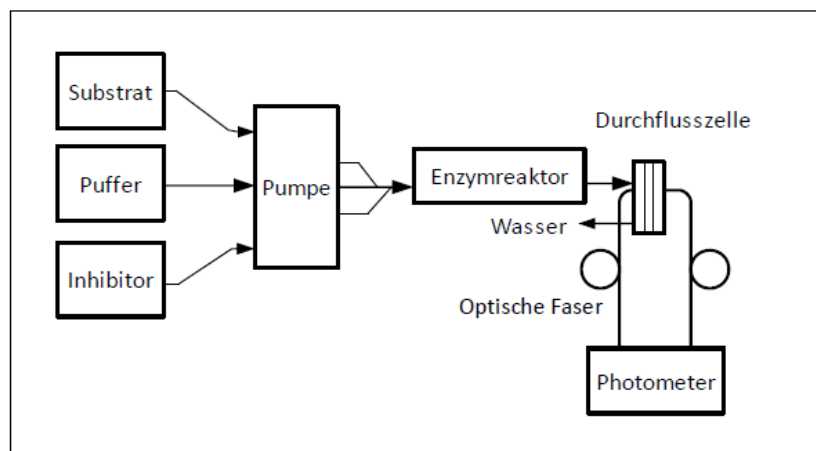 Substrat
Puffer
Inhibitor
Pumpe
Enzymreaktor
Durchflusszelle
Wasser
Optische Faser
Photometer